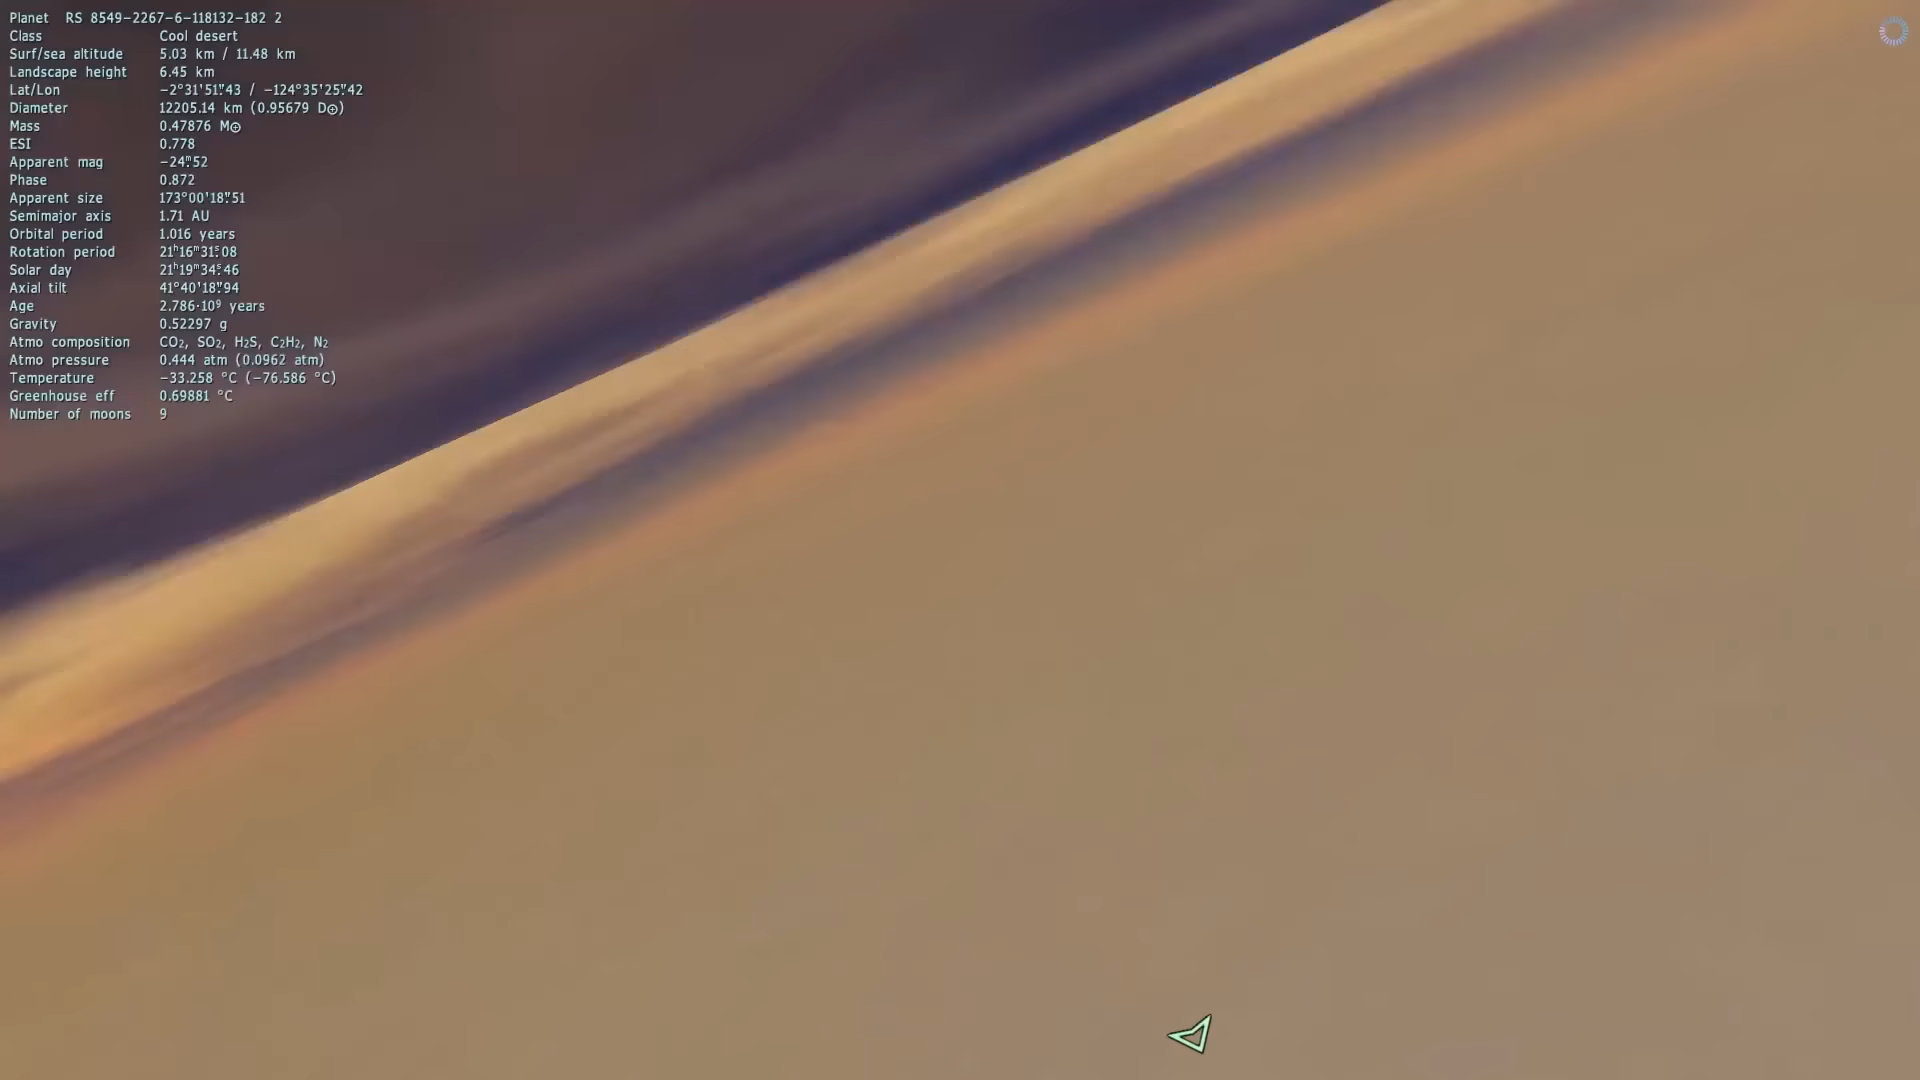 Planet RS 8549-2267-6-118132-182 2
Class Cool desert
Surf/sea altitude 5.03 km / 11.48 km
Landscape height 6.45 km
Lat/Lon -2°31'51"43 / -124°35'25"42
Diameter 12205.14 km (0.95679 D⊕)
Mass 0.47876 M⊕
ESI 0.778
Apparent mag -24ᵐ52
Phase 0.872
Apparent size 173°00'18"51
Semimajor axis 1.71 AU
Orbital period 1.016 years
Rotation period 21ʰ16ᵐ31ˢ08
Solar day 21ʰ19ᵐ34ˢ46
Axial tilt 41°40'18"94
Age 2.786·10⁹ years
Gravity 0.52297 g
Atmo composition CO₂, SO₂, H₂S, C₂H₂, N₂
Atmo pressure 0.444 atm (0.0962 atm)
Temperature -33.258 °C (-76.586 °C)
Greenhouse eff 0.69881 °C
Number of moons 9